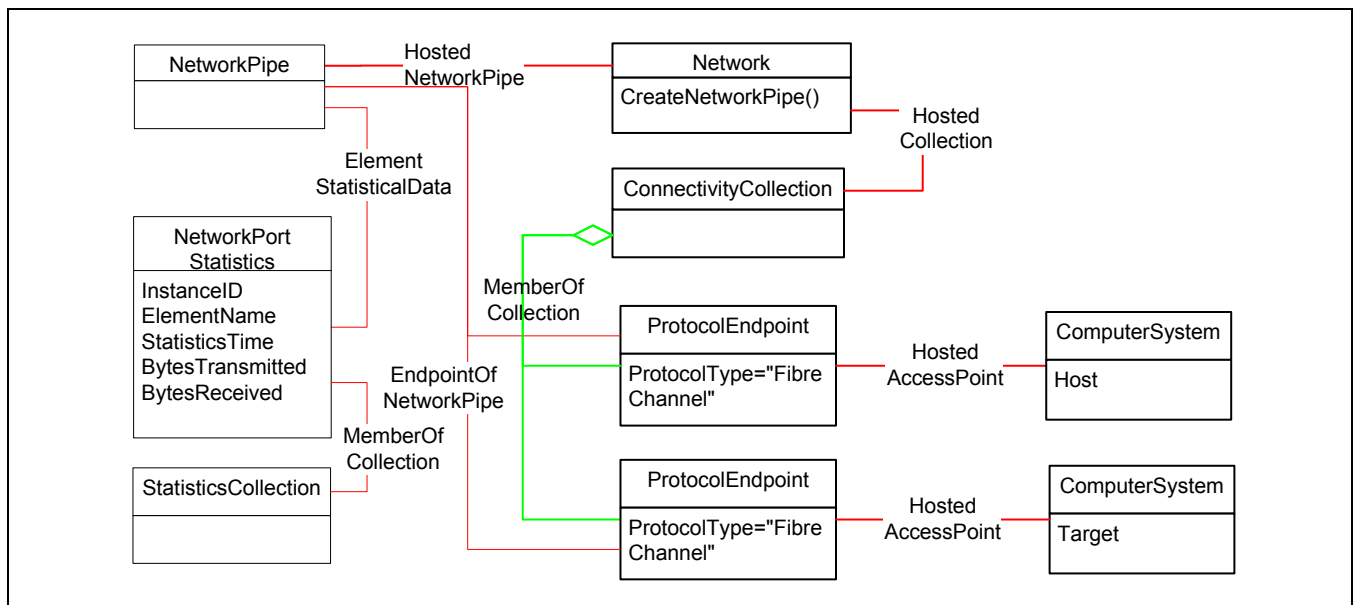 NetworkPipe
Hosted
NetworkPipe
Network
CreateNetworkPipe()
Hosted
Collection
Element
StatisticalData
ConnectivityCollection
NetworkPort
Statistics
InstanceID
ElementName
StatisticsTime
BytesTransmitted
BytesReceived
MemberOf
Collection
ProtocolEndpoint
ProtocolType="Fibre
Channel"
Hosted
AccessPoint
ComputerSystem
Host
EndpointOf
NetworkPipe
MemberOf
Collection
StatisticsCollection
ProtocolEndpoint
ProtocolType="Fibre
Channel"
Hosted
AccessPoint
ComputerSystem
Target